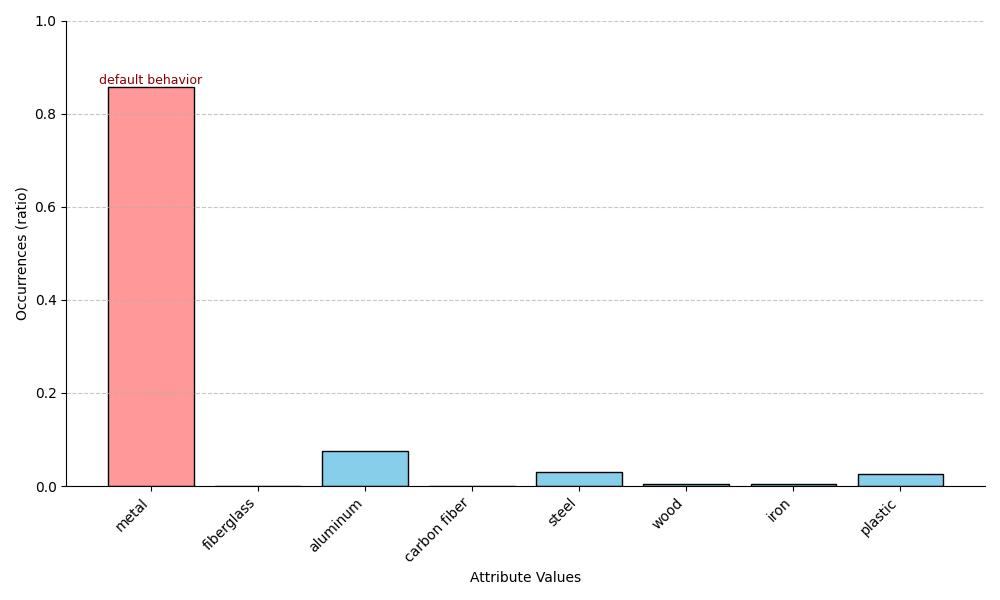 1.0
default behavior
0.8
0.6
0.4
0.2
0.0
Occurrences (ratio)
metal
fiberglass
aluminum
carbon fiber
steel
wood
iron
plastic
Attribute Values